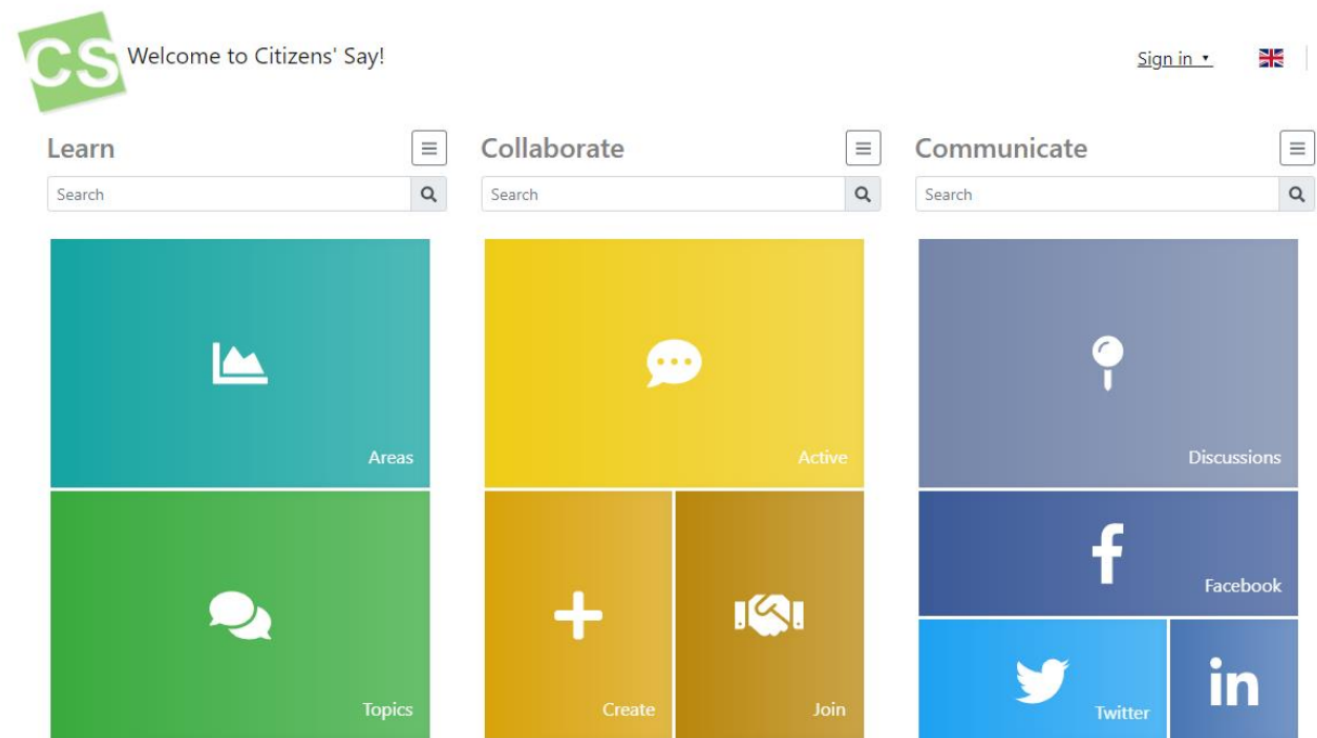 CS
Welcome to Citizens' Say!
Sign in
Learn
Collaborate
Communicate
Search
Search
Search
Areas
Active
Discussions
Topics
Create
Join
Facebook
Twitter
in